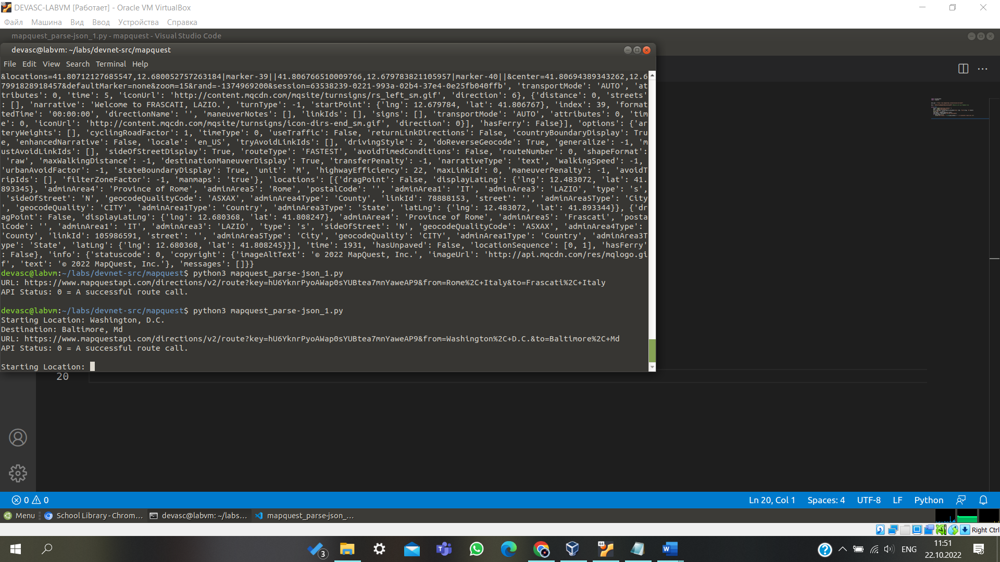 DEVASC-LABVM [Работает] - Oracle VM VirtualBox
Файл Машина Вид Ввод Устройства Справка
mapquest_parse-json_1.py - mapquest - Visual Studio Code
devasc@labvm: ~/labs/devnet-src/mapquest
File Edit View Search Terminal Help
&locations=41.80712127685547,12.680052757263184|marker-39||41.806766510009766,12.679783821105957|marker-40||&center=41.80694389343262,12.6
7991828918457&defaultMarker=none&zoom=15&rand=-1374969200&session=63538239-0221-993a-02b4-37e4-0e25fb040ffb', 'transportMode': 'AUTO', 'at
tributes': 0, 'time': 5, 'iconUrl': 'http://content.mqcdn.com/mqsite/turnsigns/rs_left_sm.gif', 'direction': 6}, {'distance': 0, 'streets'
: [], 'narrative': 'Welcome to FRASCATI, LAZIO.', 'turnType': -1, 'startPoint': {'lng': 12.679784, 'lat': 41.806767}, 'index': 39, 'format
tedTime': '00:00:00', 'directionName': '', 'maneuverNotes': [], 'linkIds': [], 'signs': [], 'transportMode': 'AUTO', 'attributes': 0, 'tim
e': 0, 'iconUrl': 'http://content.mqcdn.com/mqsite/turnsigns/icon-dirs-end_sm.gif', 'direction': 0}], 'hasFerry': False}], 'options': {'ar
teryWeights': [], 'cyclingRoadFactor': 1, 'timeType': 0, 'useTraffic': False, 'returnLinkDirections': False, 'countryBoundaryDisplay': Tru
e, 'enhancedNarrative': False, 'locale': 'en_US', 'tryAvoidLinkIds': [], 'drivingStyle': 2, 'doReverseGeocode': True, 'generalize': -1, 'm
ustAvoidLinkIds': [], 'sideOfStreetDisplay': True, 'routeType': 'FASTEST', 'avoidTimedConditions': False, 'routeNumber': 0, 'shapeFormat':
'raw', 'maxWalkingDistance': -1, 'destinationManeuverDisplay': True, 'transferPenalty': -1, 'narrativeType': 'text', 'walkingSpeed': -1,
'urbanAvoidFactor': -1, 'stateBoundaryDisplay': True, 'unit': 'M', 'highwayEfficiency': 22, 'maxLinkId': 0, 'maneuverPenalty': -1, 'avoidT
ripIds': [], 'filterZoneFactor': -1, 'manmaps': 'true'}, 'locations': [{'dragPoint': False, 'displayLatLng': {'lng': 12.483072, 'lat': 41.
893345}, 'adminArea4': 'Province of Rome', 'adminArea5': 'Rome', 'postalCode': '', 'adminArea1': 'IT', 'adminArea3': 'LAZIO', 'type': 's',
'sideOfStreet': 'N', 'geocodeQualityCode': 'A5XAX', 'adminArea4Type': 'County', 'linkId': 78888153, 'street': '', 'adminArea5Type': 'City
', 'geocodeQuality': 'CITY', 'adminArea1Type': 'Country', 'adminArea3Type': 'State', 'latLng': {'lng': 12.483072, 'lat': 41.893344}}, {'dr
agPoint': False, 'displayLatLng': {'lng': 12.680368, 'lat': 41.808247}, 'adminArea4': 'Province of Rome', 'adminArea5': 'Frascati', 'posta
lCode': '', 'adminArea1': 'IT', 'adminArea3': 'LAZIO', 'type': 's', 'sideOfStreet': 'N', 'geocodeQualityCode': 'A5XAX', 'adminArea4Type':
'County', 'linkId': 105986591, 'street': '', 'adminArea5Type': 'City', 'geocodeQuality': 'CITY', 'adminArea1Type': 'Country', 'adminArea3T
ype': 'State', 'latLng': {'lng': 12.680368, 'lat': 41.808245}}], 'time': 1931, 'hasUnpaved': False, 'locationSequence': [0, 1], 'hasFerry'
: False}, 'info': {'statuscode': 0, 'copyright': {'imageAltText': '© 2022 MapQuest, Inc.', 'imageUrl': 'http://api.mqcdn.com/res/mqlogo.gi
f', 'text': '© 2022 MapQuest, Inc.'}, 'messages': []}}
devasc@labvm:~/labs/devnet-src/mapquest$ python3 mapquest_parse-json_1.py
URL: https://www.mapquestapi.com/directions/v2/route?key=hU6YknrPyoAWap0sYUBtea7mnYaweAP9&from=Rome%2C+Italy&to=Frascati%2C+Italy
API Status: 0 = A successful route call.
devasc@labvm:~/labs/devnet-src/mapquest$ python3 mapquest_parse-json_1.py
Starting Location: Washington, D.C.
Destination: Baltimore, Md
URL: https://www.mapquestapi.com/directions/v2/route?key=hU6YknrPyoAWap0sYUBtea7mnYaweAP9&from=Washington%2C+D.C.&to=Baltimore%2C+Md
API Status: 0 = A successful route call.
Starting Location:
20
0 0
Ln 20, Col 1 Spaces: 4 UTF-8 LF Python
Menu School Library - Chrom... devasc@labvm: ~/labs... mapquest_parse-json_...
Right Ctrl
3
64
ENG
11:51
22.10.2022